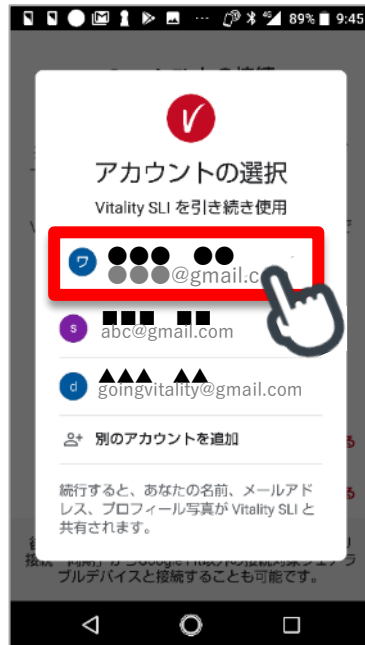 89% 9:45
アカウントの選択
Vitality SLI を引き続き使用
ワ ●●● ●●
●●●@gmail.c
s ■■■ ■■
abc@gmail.com
d ▲▲▲ ▲▲
goingvitality@gmail.com
別のアカウントを追加
続行すると、あなたの名前、メールアド
レス、プロフィール写真が Vitality SLI と
共有されます。
る
る
ブルデバイスと接続することも可能です。